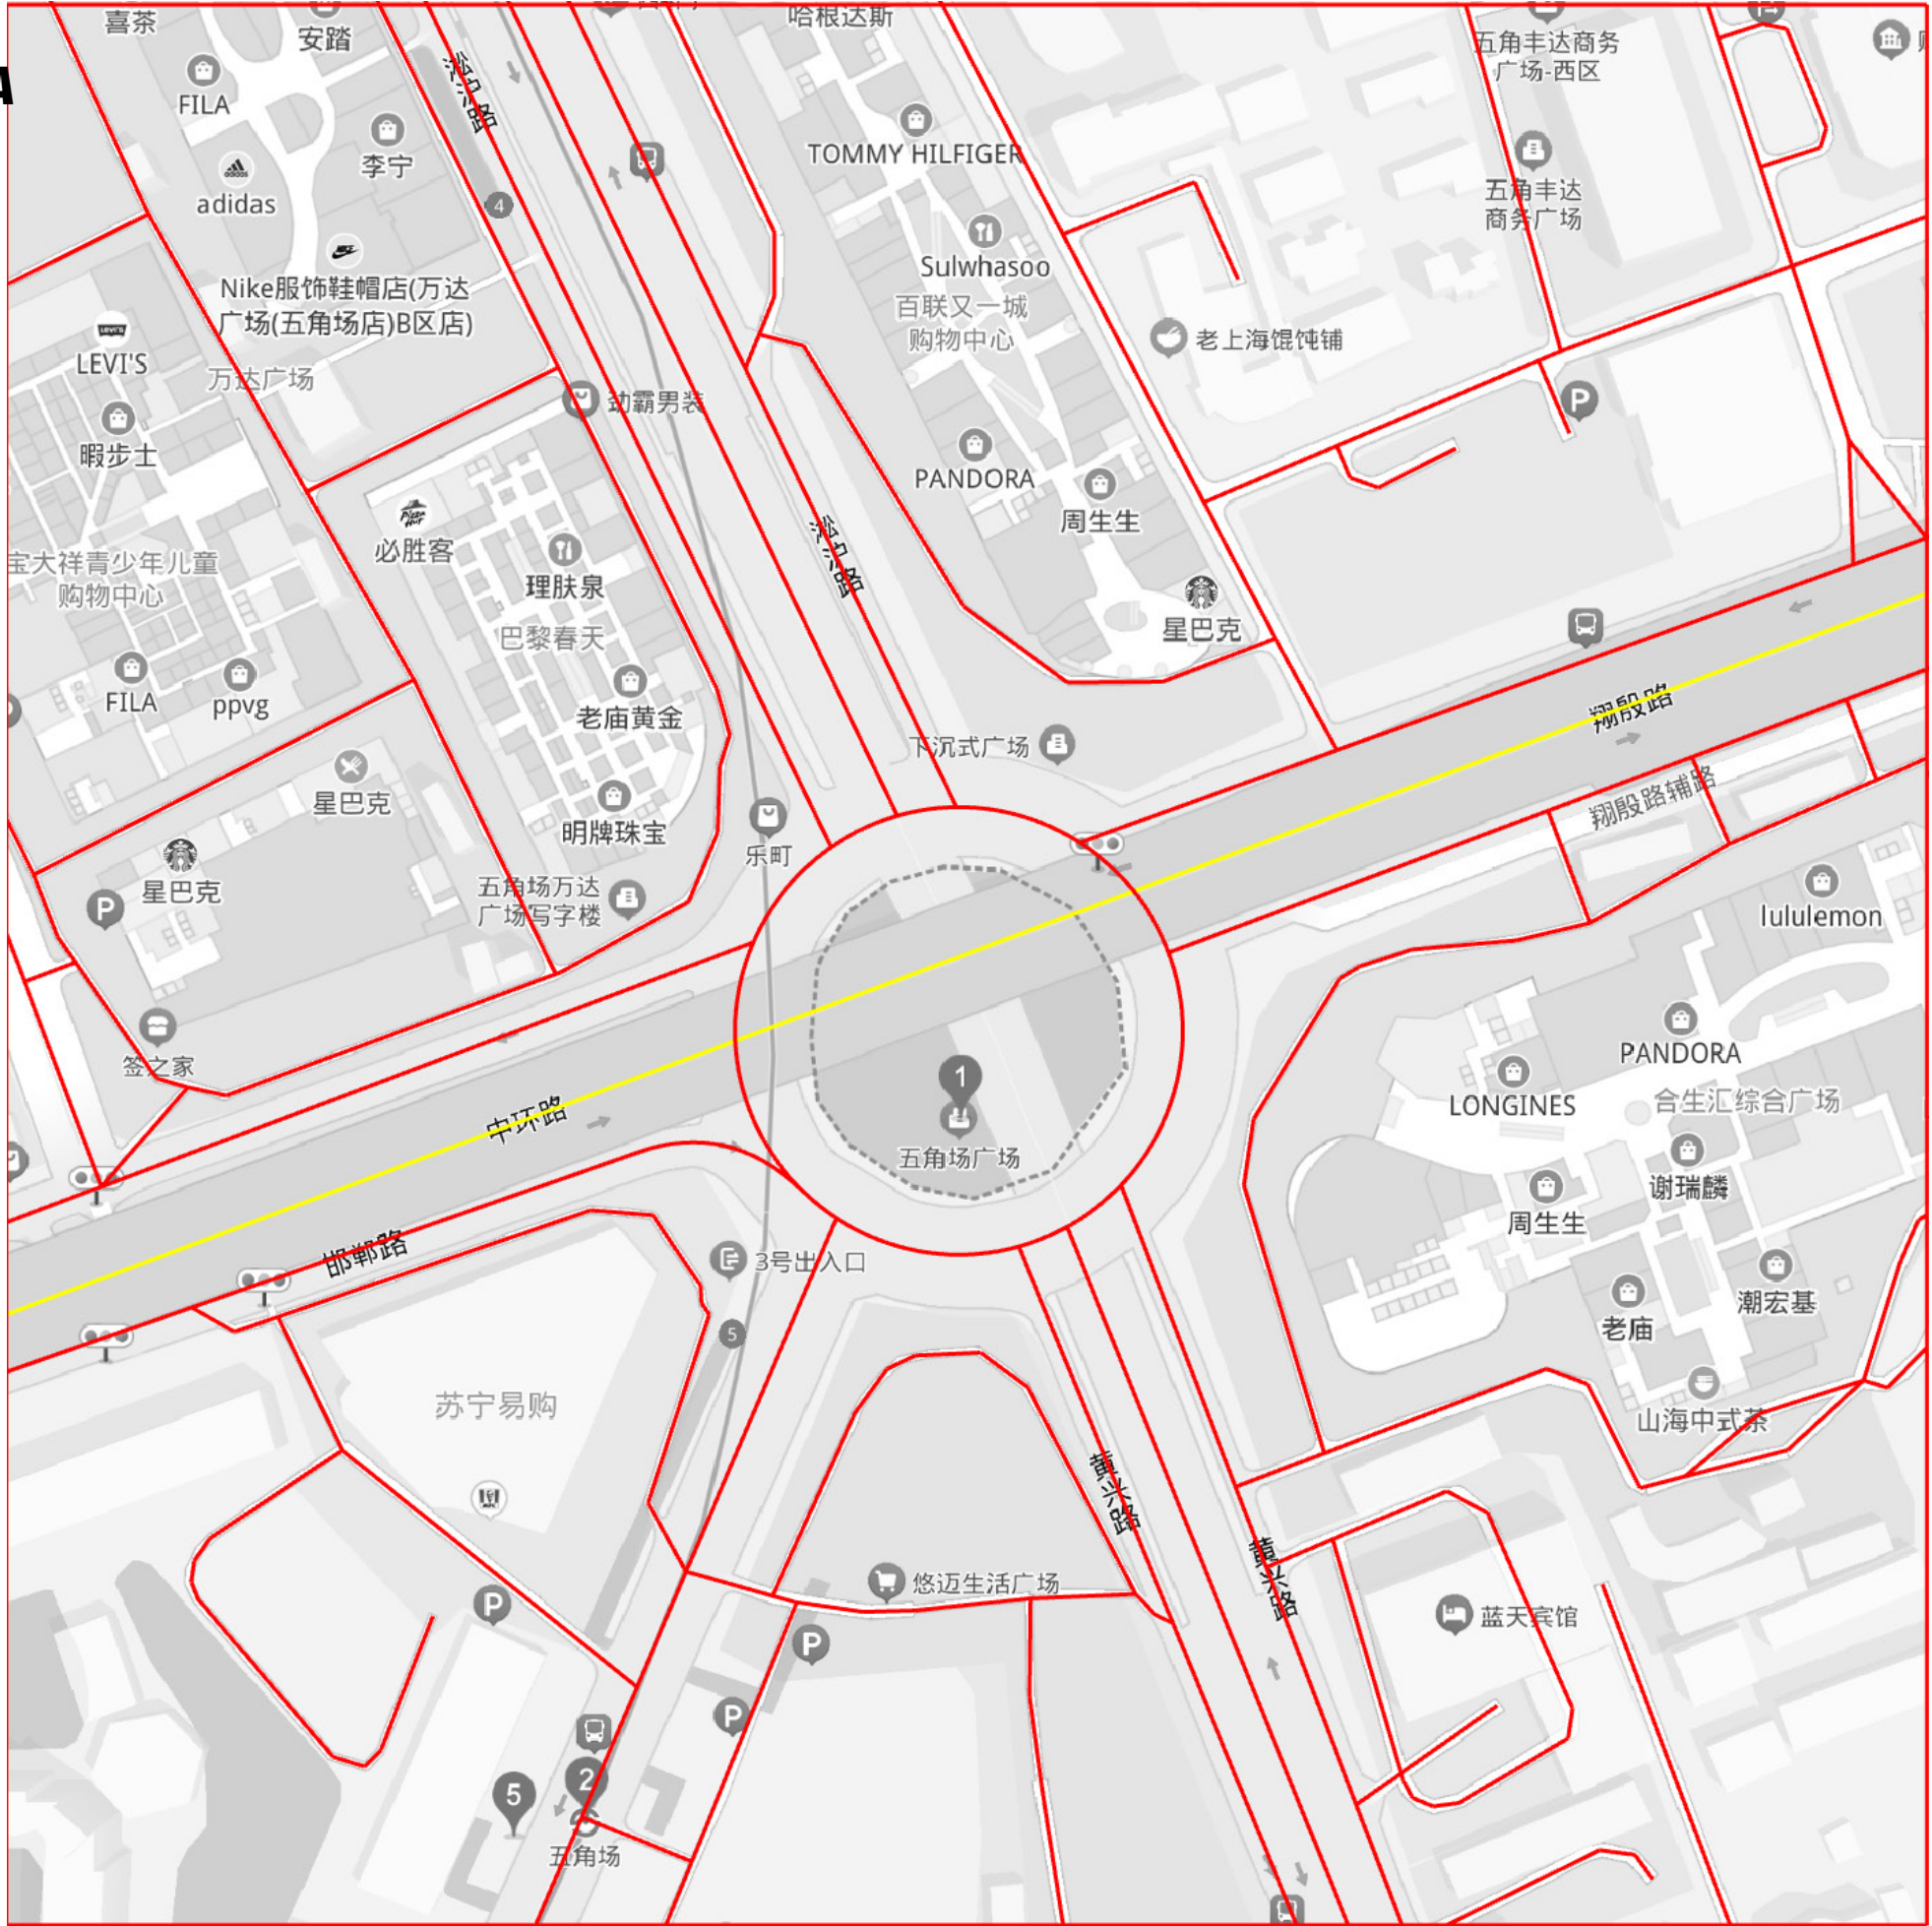 喜茶
安踏
哈根达斯
五角丰达商务
广场-西区
A
FILA
淞沪路
李宁
TOMMY HILFIGER
adidas
4
五角丰达
商务广场
Nike服饰鞋帽店(万达
广场(五角场店)B区店)
Sulwhasoo
百联又一城
购物中心
老上海馄饨铺
LEVI'S
万达广场
劲霸男装
P
暇步士
PANDORA
周生生
必胜客
淞沪路
宝大祥青少年儿童
购物中心
理肤泉
巴黎春天
星巴克
FILA
ppvg
老庙黄金
下沉式广场
翔殷路
翔殷路辅路
星巴克
明牌珠宝
乐町
星巴克
P
五角场万达
广场写字楼
lululemon
签之家
中环路
1
五角场广场
PANDORA
LONGINES
合生汇综合广场
谢瑞麟
周生生
邯郸路
3号出入口
潮宏基
老庙
5
苏宁易购
山海中式茶
黄兴路
黄兴路
悠迈生活广场
P
P
蓝天宾馆
P
5
2
五角场